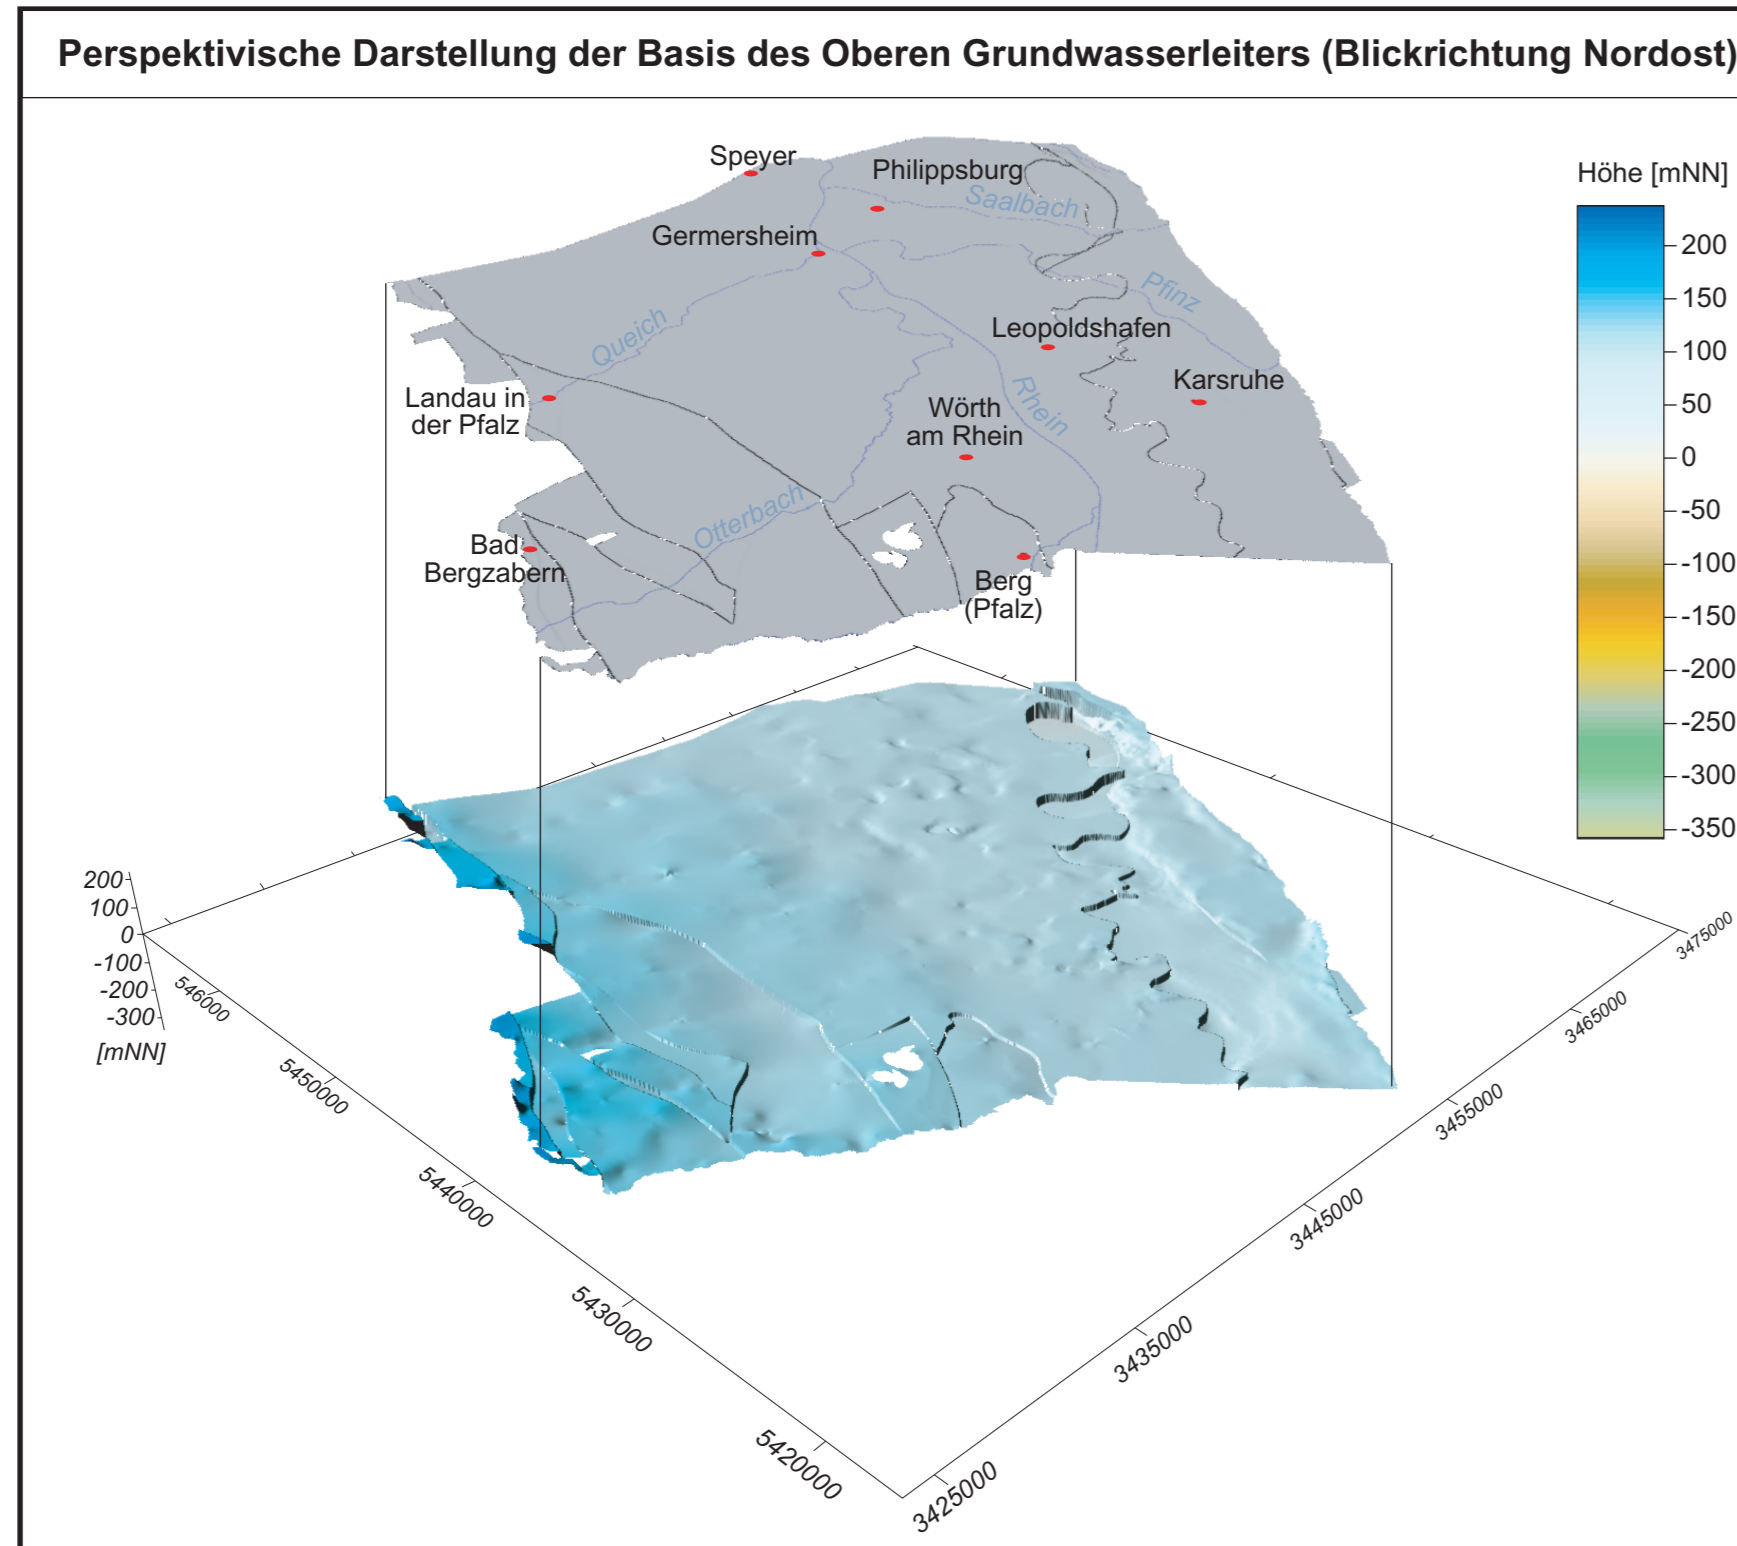 Perspektivische Darstellung der Basis des Oberen Grundwasserleiters (Blickrichtung Nordost)
Höhe [mNN]
200
150
100
50
0
-50
-100
-150
-200
-250
-300
-350
Speyer
Philippsburg
Saalbach
Germersheim
Pfinz
Queich
Leopoldshafen
Rhein
Karsruhe
Landau in
der Pfalz
Wörth
am Rhein
Otterbach
Bad
Bergzabern
Berg
(Pfalz)
200
100
0
-100
-200
-300
[mNN]
546000
5450000
5440000
5430000
5420000
3425000
3435000
3445000
3455000
3465000
3475000